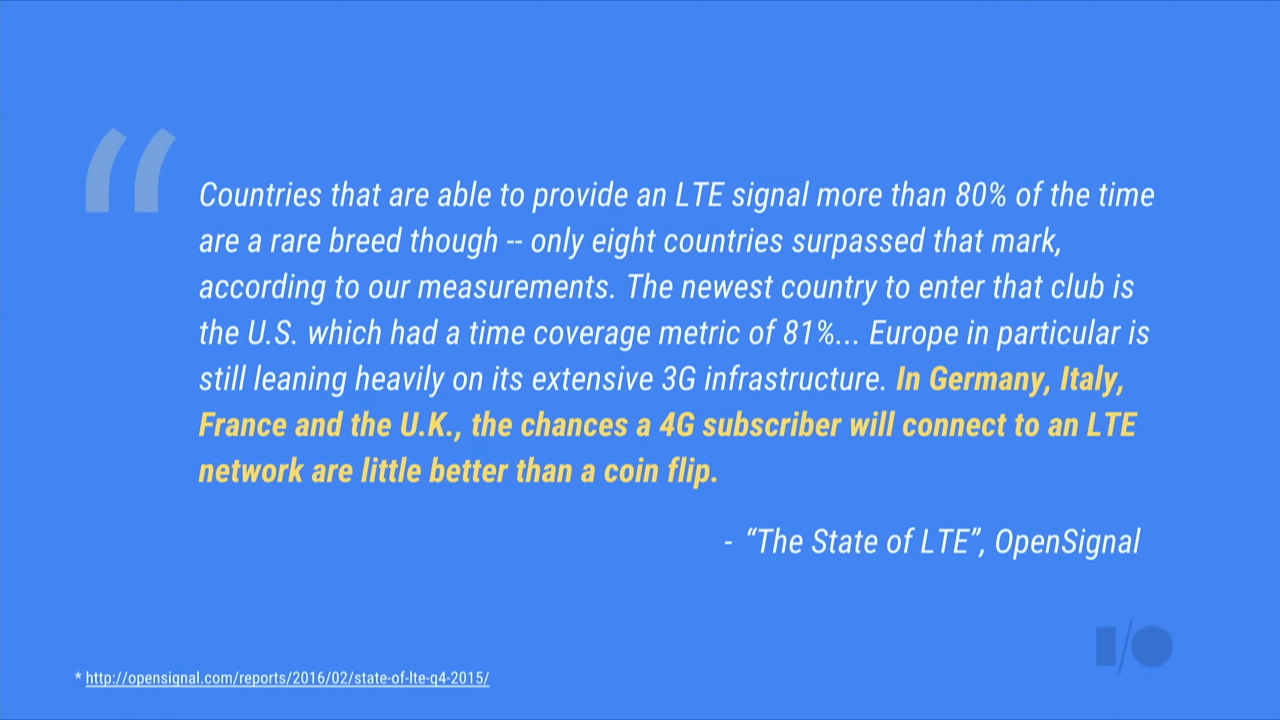 “
Countries that are able to provide an LTE signal more than 80% of the time
are a rare breed though -- only eight countries surpassed that mark,
according to our measurements. The newest country to enter that club is
the U.S. which had a time coverage metric of 81%... Europe in particular is
still leaning heavily on its extensive 3G infrastructure. In Germany, Italy,
France and the U.K., the chances a 4G subscriber will connect to an LTE
network are little better than a coin flip.
- “The State of LTE”, OpenSignal
I/O
* http://opensignal.com/reports/2016/02/state-of-lte-q4-2015/